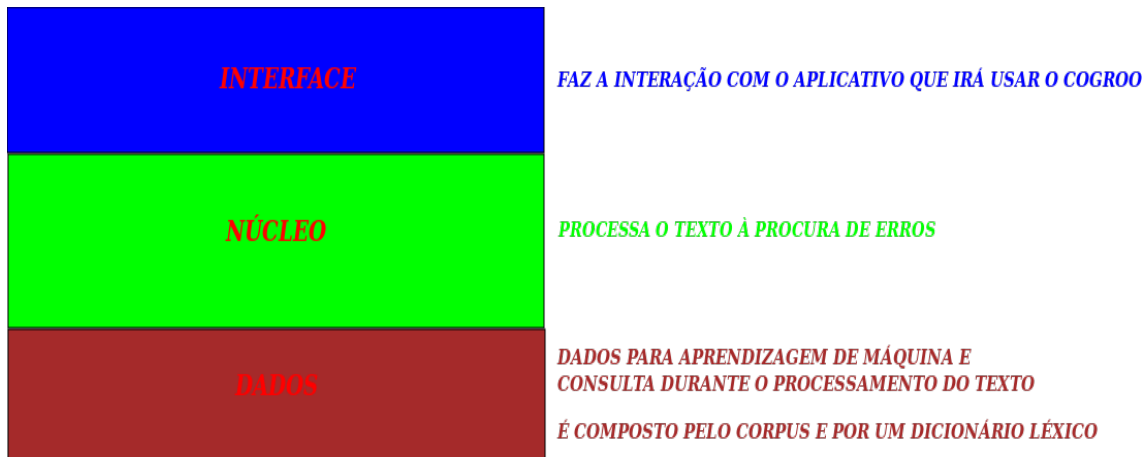 INTERFACE
FAZ A INTERAÇÃO COM O APLICATIVO QUE IRÁ USAR O COGROO
NÚCLEO
PROCESSA O TEXTO À PROCURA DE ERROS
DADOS
DADOS PARA APRENDIZAGEM DE MÁQUINA E
CONSULTA DURANTE O PROCESSAMENTO DO TEXTO
É COMPOSTO PELO CORPUS E POR UM DICIONÁRIO LÉXICO